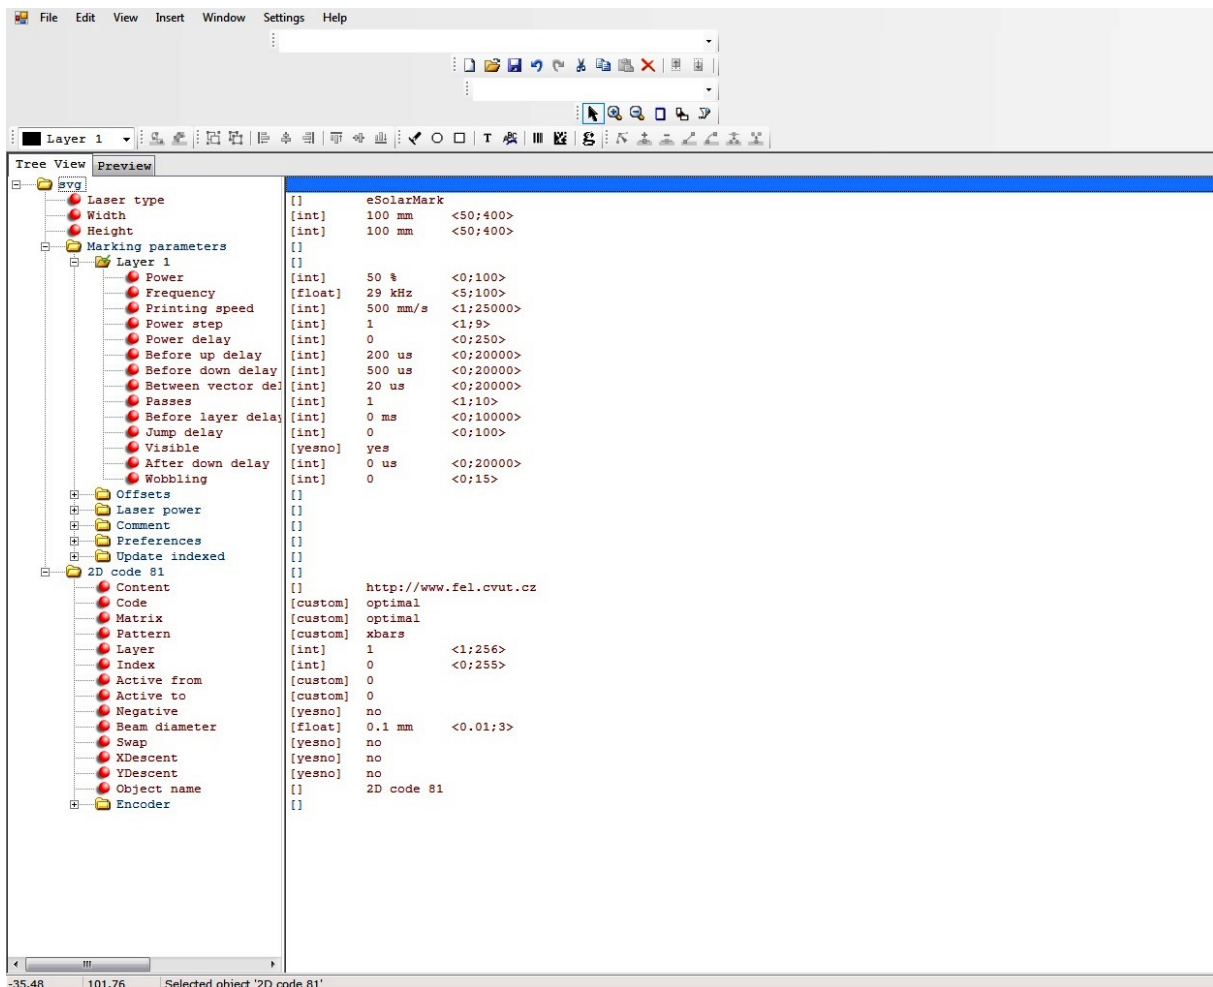 File Edit View Insert Window Settings Help
Layer 1
T ABC
Tree View Preview
svg
Laser type [] eSolarMark
Width [int] 100 mm <50;400>
Height [int] 100 mm <50;400>
Marking parameters []
Layer 1 []
Power [int] 50 % <0;100>
Frequency [float] 29 kHz <5;100>
Printing speed [int] 500 mm/s <1;25000>
Power step [int] 1 <1;9>
Power delay [int] 0 <0;250>
Before up delay [int] 200 us <0;20000>
Before down delay [int] 500 us <0;20000>
Between vector del [int] 20 us <0;20000>
Passes [int] 1 <1;10>
Before layer delay [int] 0 ms <0;10000>
Jump delay [int] 0 <0;100>
Visible [yesno] yes
After down delay [int] 0 us <0;20000>
Wobbling [int] 0 <0;15>
Offsets []
Laser power []
Comment []
Preferences []
Update indexed []
2D code 81 []
Content [] http://www.fel.cvut.cz
Code [custom] optimal
Matrix [custom] optimal
Pattern [custom] xbars
Layer [int] 1 <1;256>
Index [int] 0 <0;255>
Active from [custom] 0
Active to [custom] 0
Negative [yesno] no
Beam diameter [float] 0.1 mm <0.01;3>
Swap [yesno] no
XDescent [yesno] no
YDescent [yesno] no
Object name [] 2D code 81
Encoder []
-35.48 101.76 Selected object '2D code 81'